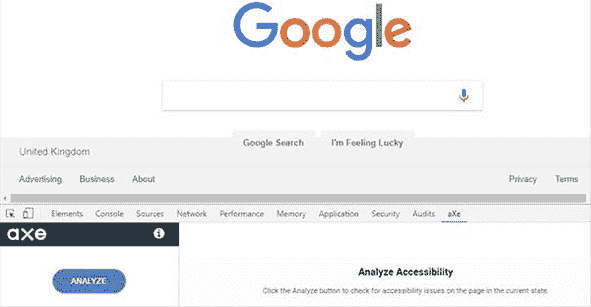 Google
Google Search I'm Feeling Lucky
United Kingdom
Advertising Business About Privacy Terms
Elements Console Sources Network Performance Memory Application Security Audits aXe
axe
ANALYZE
Analyze Accessibility
Click the Analyze button to check for accessibility issues on the page in the current state.